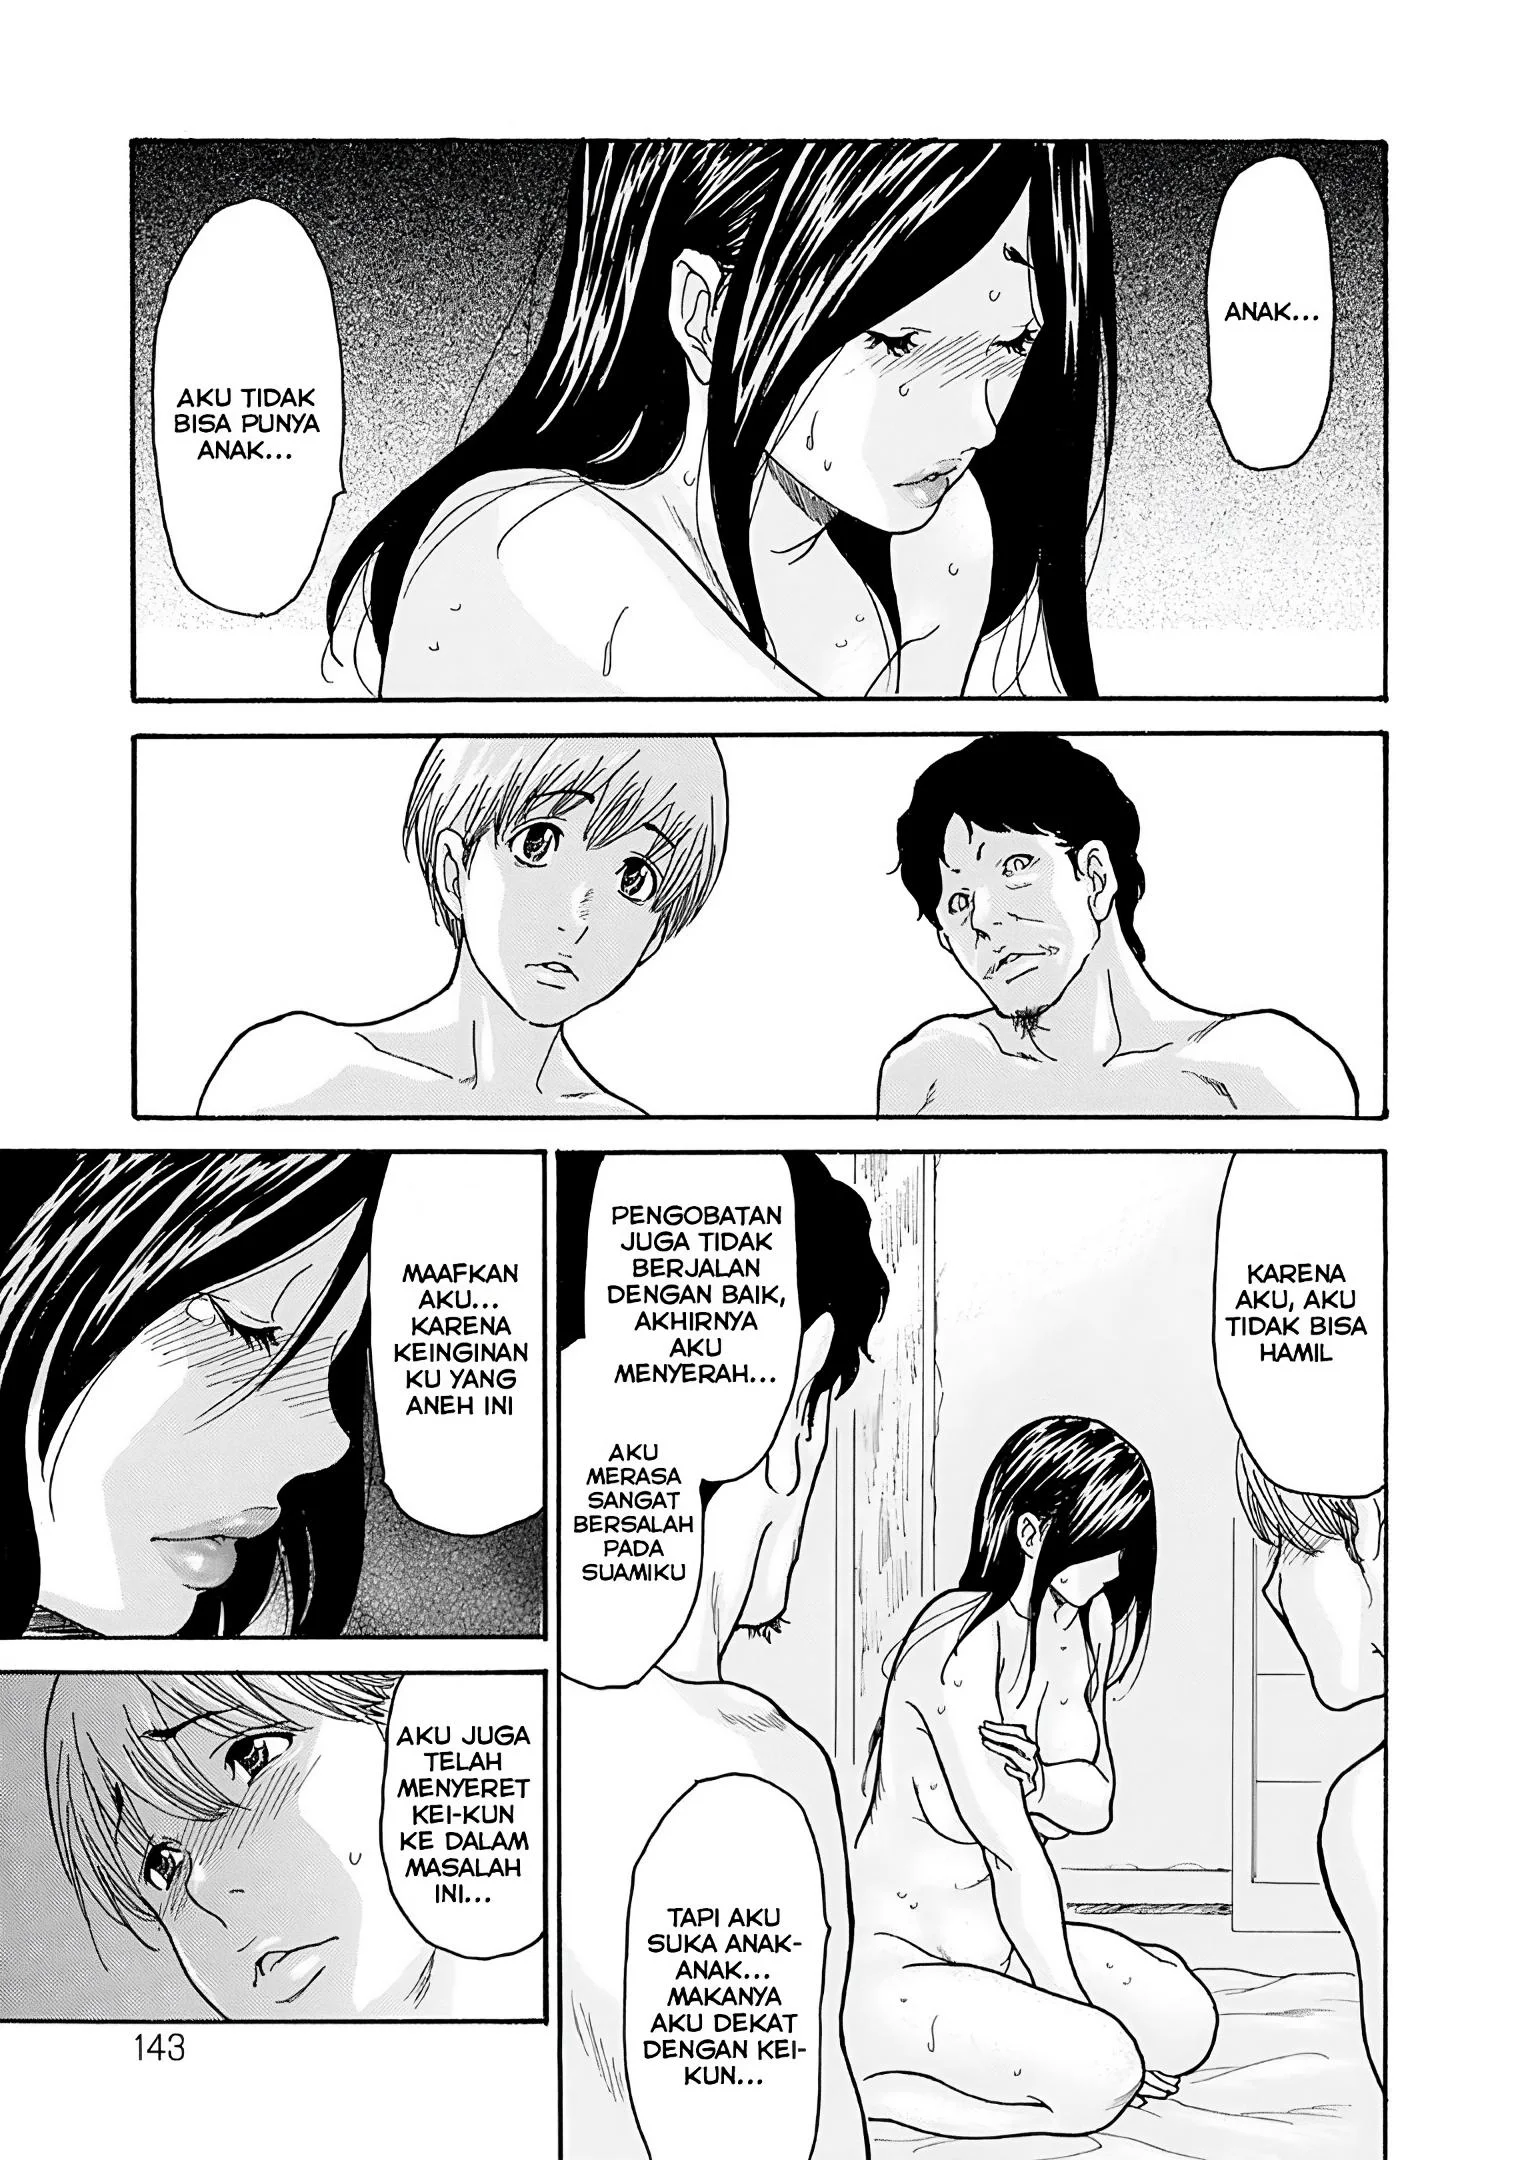 ANAK...
AKU TIDAK
BISA PUNYA
ANAK...
KARENA
AKU, AKU
TIDAK BISA
HAMIL
PENGOBATAN
JUGA TIDAK
BERJALAN
DENGAN BAIK,
AKHIRNYA
AKU
MENYERAH...
AKU
MERASA
SANGAT
BERSALAH
PADA
SUAMIKU
TAPI AKU
SUKA ANAK-
ANAK...
MAKANYA
AKU DEKAT
DENGAN KEI-
KUN...
MAAFKAN
AKU...
KARENA
KEINGINAN
KU YANG
ANEH INI
AKU JUGA
TELAH
MENYERET
KEI-KUN
KE DALAM
MASALAH
INI...
143